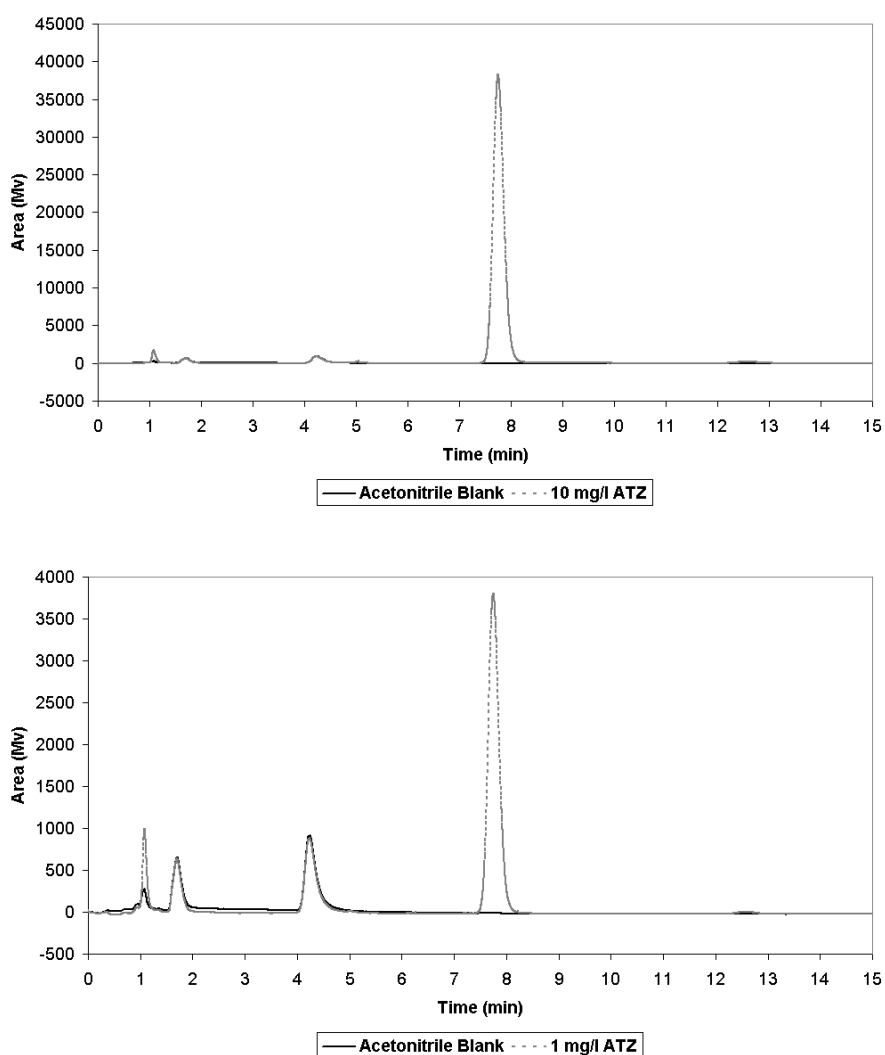 45000
40000
35000
30000
25000
20000
15000
10000
5000
0
-5000
Area (Mv)
0 1 2 3 4 5 6 7 8 9 10 11 12 13 14 15
Time (min)
Acetonitrile Blank 10 mg/l ATZ
4000
3500
3000
2500
2000
1500
1000
500
0
-500
Area (Mv)
0 1 2 3 4 5 6 7 8 9 10 11 12 13 14 15
Time (min)
Acetonitrile Blank 1 mg/l ATZ